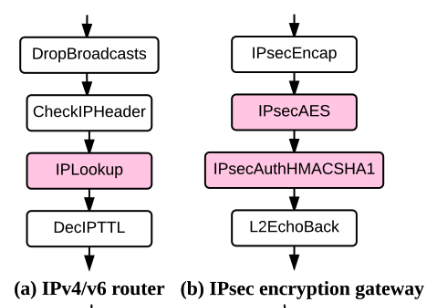 DropBroadcasts
CheckIPHeader
IPLookup
DecIPTTL
(a) IPv4/v6 router
IPsecEncap
IPsecAES
IPsecAuthHMACSHA1
L2EchoBack
(b) IPsec encryption gateway